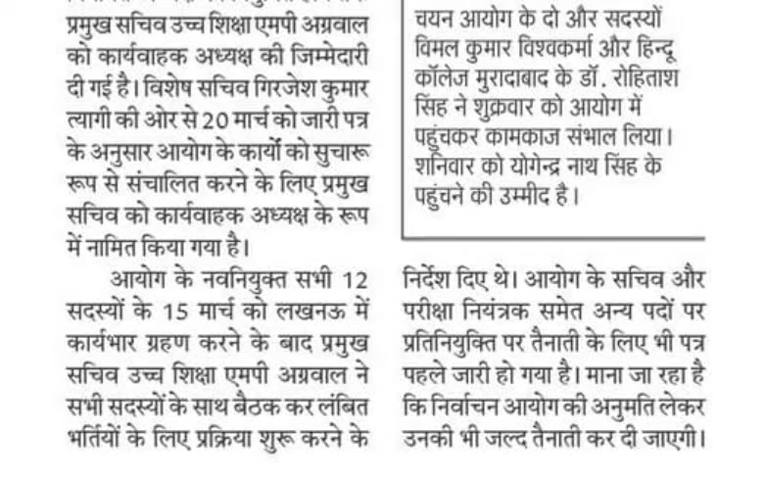 प्रमुख सचिव उच्च शिक्षा एमपी अग्रवाल
को कार्यवाहक अध्यक्ष की जिम्मेदारी
दी गई है। विशेष सचिव गिरजेश कुमार
त्यागी की ओर से 20 मार्च को जारी पत्र
के अनुसार आयोग के कार्यों को सुचारू
रूप से संचालित करने के लिए प्रमुख
सचिव को कार्यवाहक अध्यक्ष के रूप
में नामित किया गया है।
आयोग के नवनियुक्त सभी 12
सदस्यों के 15 मार्च को लखनऊ में
कार्यभार ग्रहण करने के बाद प्रमुख
सचिव उच्च शिक्षा एमपी अग्रवाल ने
सभी सदस्यों के साथ बैठक कर लंबित
भर्तियों के लिए प्रक्रिया शुरू करने के
चयन आयोग के दो और सदस्यों
विमल कुमार विश्वकर्मा और हिन्दू
कॉलेज मुरादाबाद के डॉ. रोहिताश
सिंह ने शुक्रवार को आयोग में
पहुंचकर कामकाज संभाल लिया।
शनिवार को योगेन्द्र नाथ सिंह के
पहुंचने की उम्मीद है।
निर्देश दिए थे। आयोग के सचिव और
परीक्षा नियंत्रक समेत अन्य पदों पर
प्रतिनियुक्ति पर तैनाती के लिए भी पत्र
पहले जारी हो गया है। माना जा रहा है
कि निर्वाचन आयोग की अनुमति लेकर
उनकी भी जल्द तैनाती कर दी जाएगी।